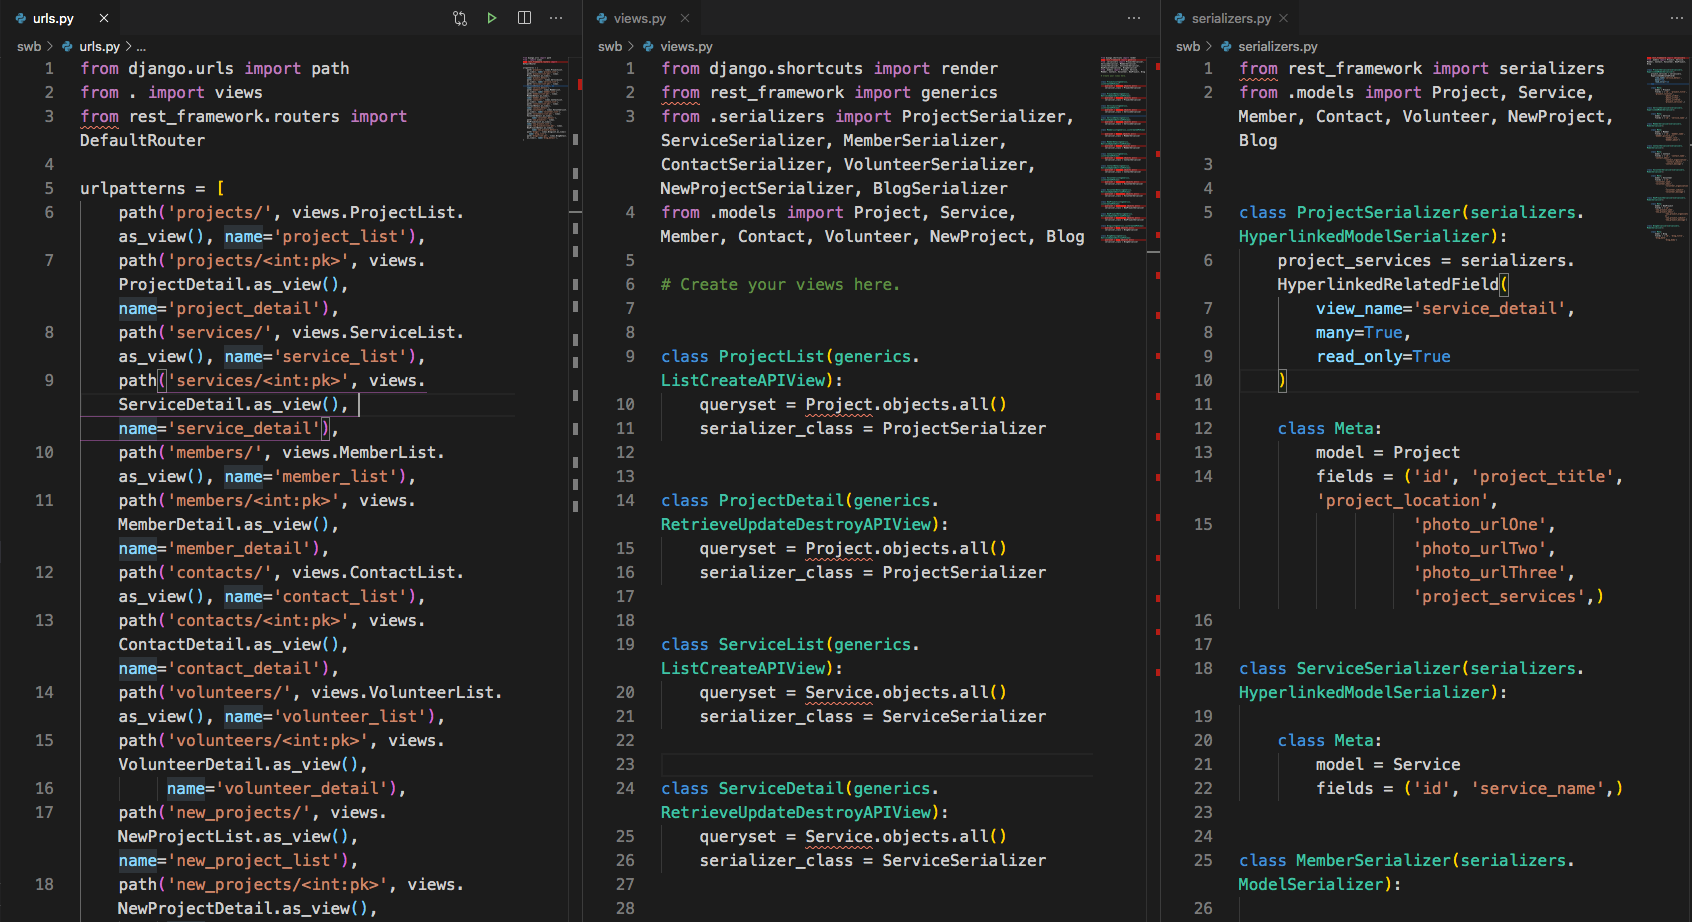 urls.py
swb > urls.py > ...
1 from django.urls import path
2 from . import views
3 from rest_framework.routers import
DefaultRouter
4
5 urlpatterns = [
6 path('projects/', views.ProjectList.
as_view(), name='project_list'),
7 path('projects/<int:pk>', views.
ProjectDetail.as_view(),
name='project_detail'),
8 path('services/', views.ServiceList.
as_view(), name='service_list'),
9 path('services/<int:pk>', views.
ServiceDetail.as_view(),
name='service_detail'),
10 path('members/', views.MemberList.
as_view(), name='member_list'),
11 path('members/<int:pk>', views.
MemberDetail.as_view(),
name='member_detail'),
12 path('contacts/', views.ContactList.
as_view(), name='contact_list'),
13 path('contacts/<int:pk>', views.
ContactDetail.as_view(),
name='contact_detail'),
14 path('volunteers/', views.VolunteerList.
as_view(), name='volunteer_list'),
15 path('volunteers/<int:pk>', views.
VolunteerDetail.as_view(),
16 name='volunteer_detail'),
17 path('new_projects/', views.
NewProjectList.as_view(),
name='new_project_list'),
18 path('new_projects/<int:pk>', views.
NewProjectDetail.as_view(),
views.py
swb > views.py
1 from django.shortcuts import render
2 from rest_framework import generics
3 from .serializers import ProjectSerializer,
ServiceSerializer, MemberSerializer,
ContactSerializer, VolunteerSerializer,
NewProjectSerializer, BlogSerializer
4 from .models import Project, Service,
Member, Contact, Volunteer, NewProject, Blog
5
6 # Create your views here.
7
8
9 class ProjectList(generics.
ListCreateAPIView):
10 queryset = Project.objects.all()
11 serializer_class = ProjectSerializer
12
13
14 class ProjectDetail(generics.
RetrieveUpdateDestroyAPIView):
15 queryset = Project.objects.all()
16 serializer_class = ProjectSerializer
17
18
19 class ServiceList(generics.
ListCreateAPIView):
20 queryset = Service.objects.all()
21 serializer_class = ServiceSerializer
22
23
24 class ServiceDetail(generics.
RetrieveUpdateDestroyAPIView):
25 queryset = Service.objects.all()
26 serializer_class = ServiceSerializer
27
28
serializers.py
swb > serializers.py
1 from rest_framework import serializers
2 from .models import Project, Service,
Member, Contact, Volunteer, NewProject,
Blog
3
4
5 class ProjectSerializer(serializers.
HyperlinkedModelSerializer):
6 project_services = serializers.
HyperlinkedRelatedField(
7 view_name='service_detail',
8 many=True,
9 read_only=True
10 )
11
12 class Meta:
13 model = Project
14 fields = ('id', 'project_title',
'project_location',
15 'photo_urlOne',
'photo_urlTwo',
'photo_urlThree',
'project_services',)
16
17
18 class ServiceSerializer(serializers.
HyperlinkedModelSerializer):
19
20 class Meta:
21 model = Service
22 fields = ('id', 'service_name',)
23
24
25 class MemberSerializer(serializers.
ModelSerializer):
26